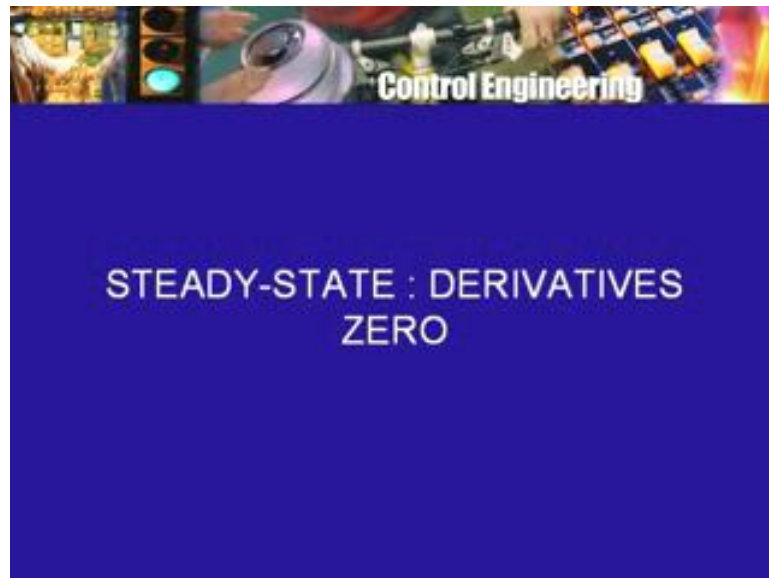 Control Engineering
STEADY-STATE : DERIVATIVES
ZERO